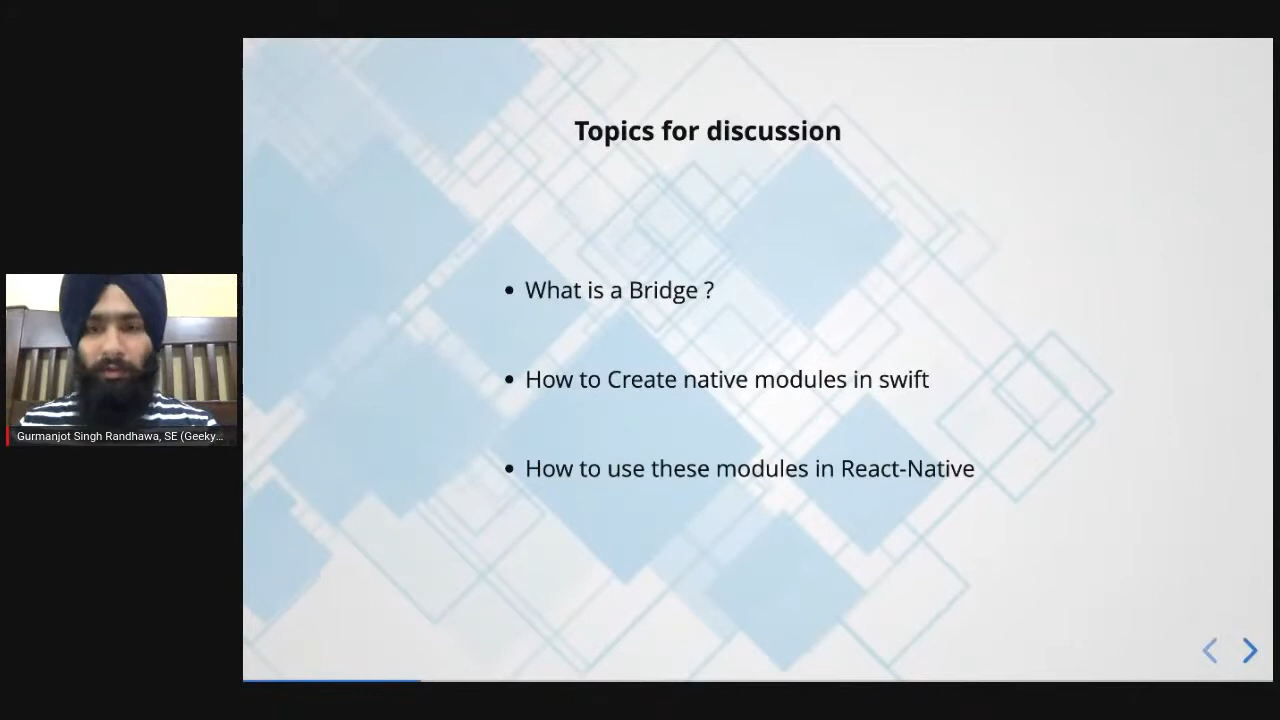 Topics for discussion
What is a Bridge ?
How to Create native modules in swift
How to use these modules in React-Native
Gurmanjot Singh Randhawa, SE (Geeky...